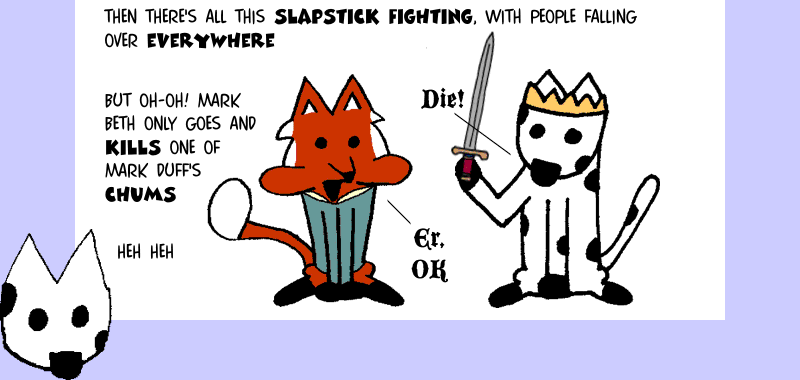 THEN THERE'S ALL THIS SLAPSTICK FIGHTING, WITH PEOPLE FALLING
OVER EVERYWHERE
BUT OH-OH! MARK
BETH ONLY GOES AND
KILLS ONE OF
MARK DUFF'S
CHUMS
HEH HEH
Die!
Er,
OK